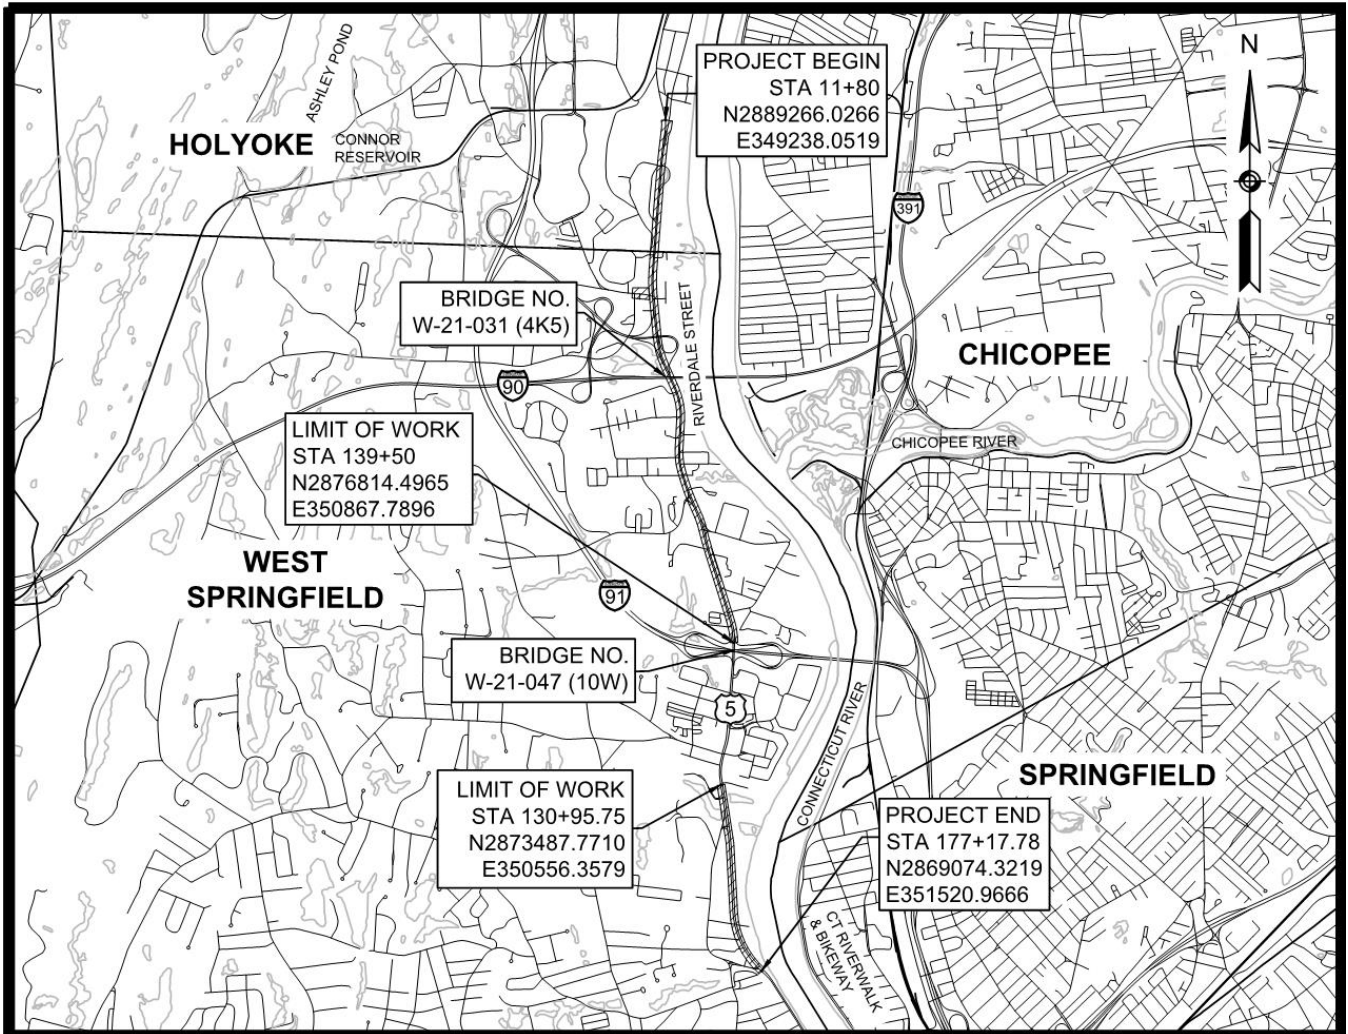 ASHLEY POND
HOLYOKE
CONNOR
RESERVOIR
PROJECT BEGIN
STA 11+80
N2889266.0266
E349238.0519
N
391
BRIDGE NO.
W-21-031 (4K5)
RIVERDALE STREET
CHICOPEE
90
LIMIT OF WORK
STA 139+50
N2876814.4965
E350867.7896
CHICOPEE RIVER
WEST
SPRINGFIELD
91
BRIDGE NO.
W-21-047 (10W)
5
CONNECTICUT RIVER
SPRINGFIELD
LIMIT OF WORK
STA 130+95.75
N2873487.7710
E350556.3579
PROJECT END
STA 177+17.78
N2869074.3219
E351520.9666
CT RIVERWALK
& BIKEWAY